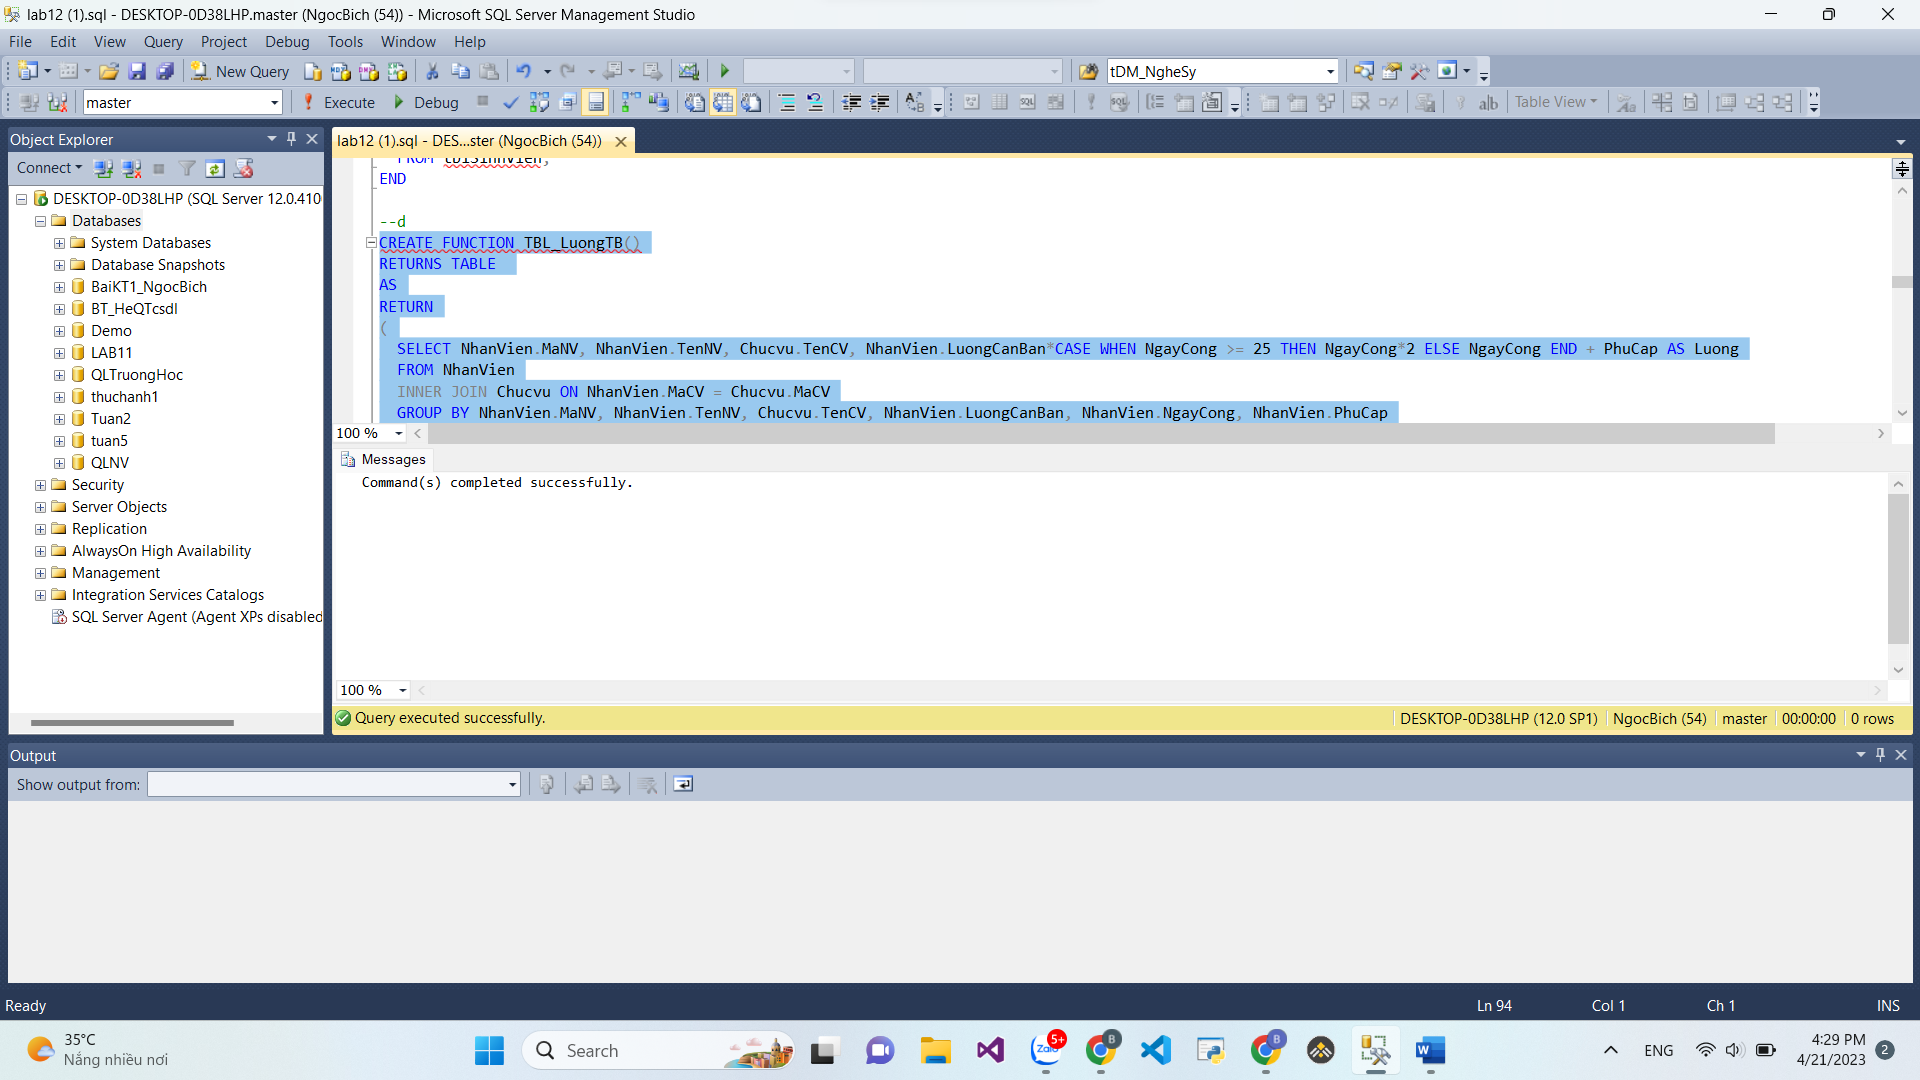 lab12 (1).sql - DESKTOP-0D38LHP.master (NgocBich (54)) - Microsoft SQL Server Management Studio
File Edit View Query Project Debug Tools Window Help
New Query tDM_NgheSy
master Execute Debug Table View
Object Explorer
Connect
DESKTOP-0D38LHP (SQL Server 12.0.410
Databases
System Databases
Database Snapshots
BaiKT1_NgocBich
BT_HeQTcsdl
Demo
LAB11
QLTruongHoc
thuchanh1
Tuan2
tuan5
QLNV
Security
Server Objects
Replication
AlwaysOn High Availability
Management
Integration Services Catalogs
SQL Server Agent (Agent XPs disabled
lab12 (1).sql - DES...ster (NgocBich (54))
FROM tblSinhVien;
END
--d
CREATE FUNCTION TBL_LuongTB()
RETURNS TABLE
AS
RETURN
(
SELECT NhanVien.MaNV, NhanVien.TenNV, Chucvu.TenCV, NhanVien.LuongCanBan*CASE WHEN NgayCong >= 25 THEN NgayCong*2 ELSE NgayCong END + PhuCap AS Luong
FROM NhanVien
INNER JOIN Chucvu ON NhanVien.MaCV = Chucvu.MaCV
GROUP BY NhanVien.MaNV, NhanVien.TenNV, Chucvu.TenCV, NhanVien.LuongCanBan, NhanVien.NgayCong, NhanVien.PhuCap
100 %
Messages
Command(s) completed successfully.
100 %
Query executed successfully. DESKTOP-0D38LHP (12.0 SP1) NgocBich (54) master 00:00:00 0 rows
Output
Show output from:
Ready Ln 94 Col 1 Ch 1 INS
35°C
Nắng nhiều nơi
Search
Zalo
5+
B
B
ENG
4:29 PM
4/21/2023
2